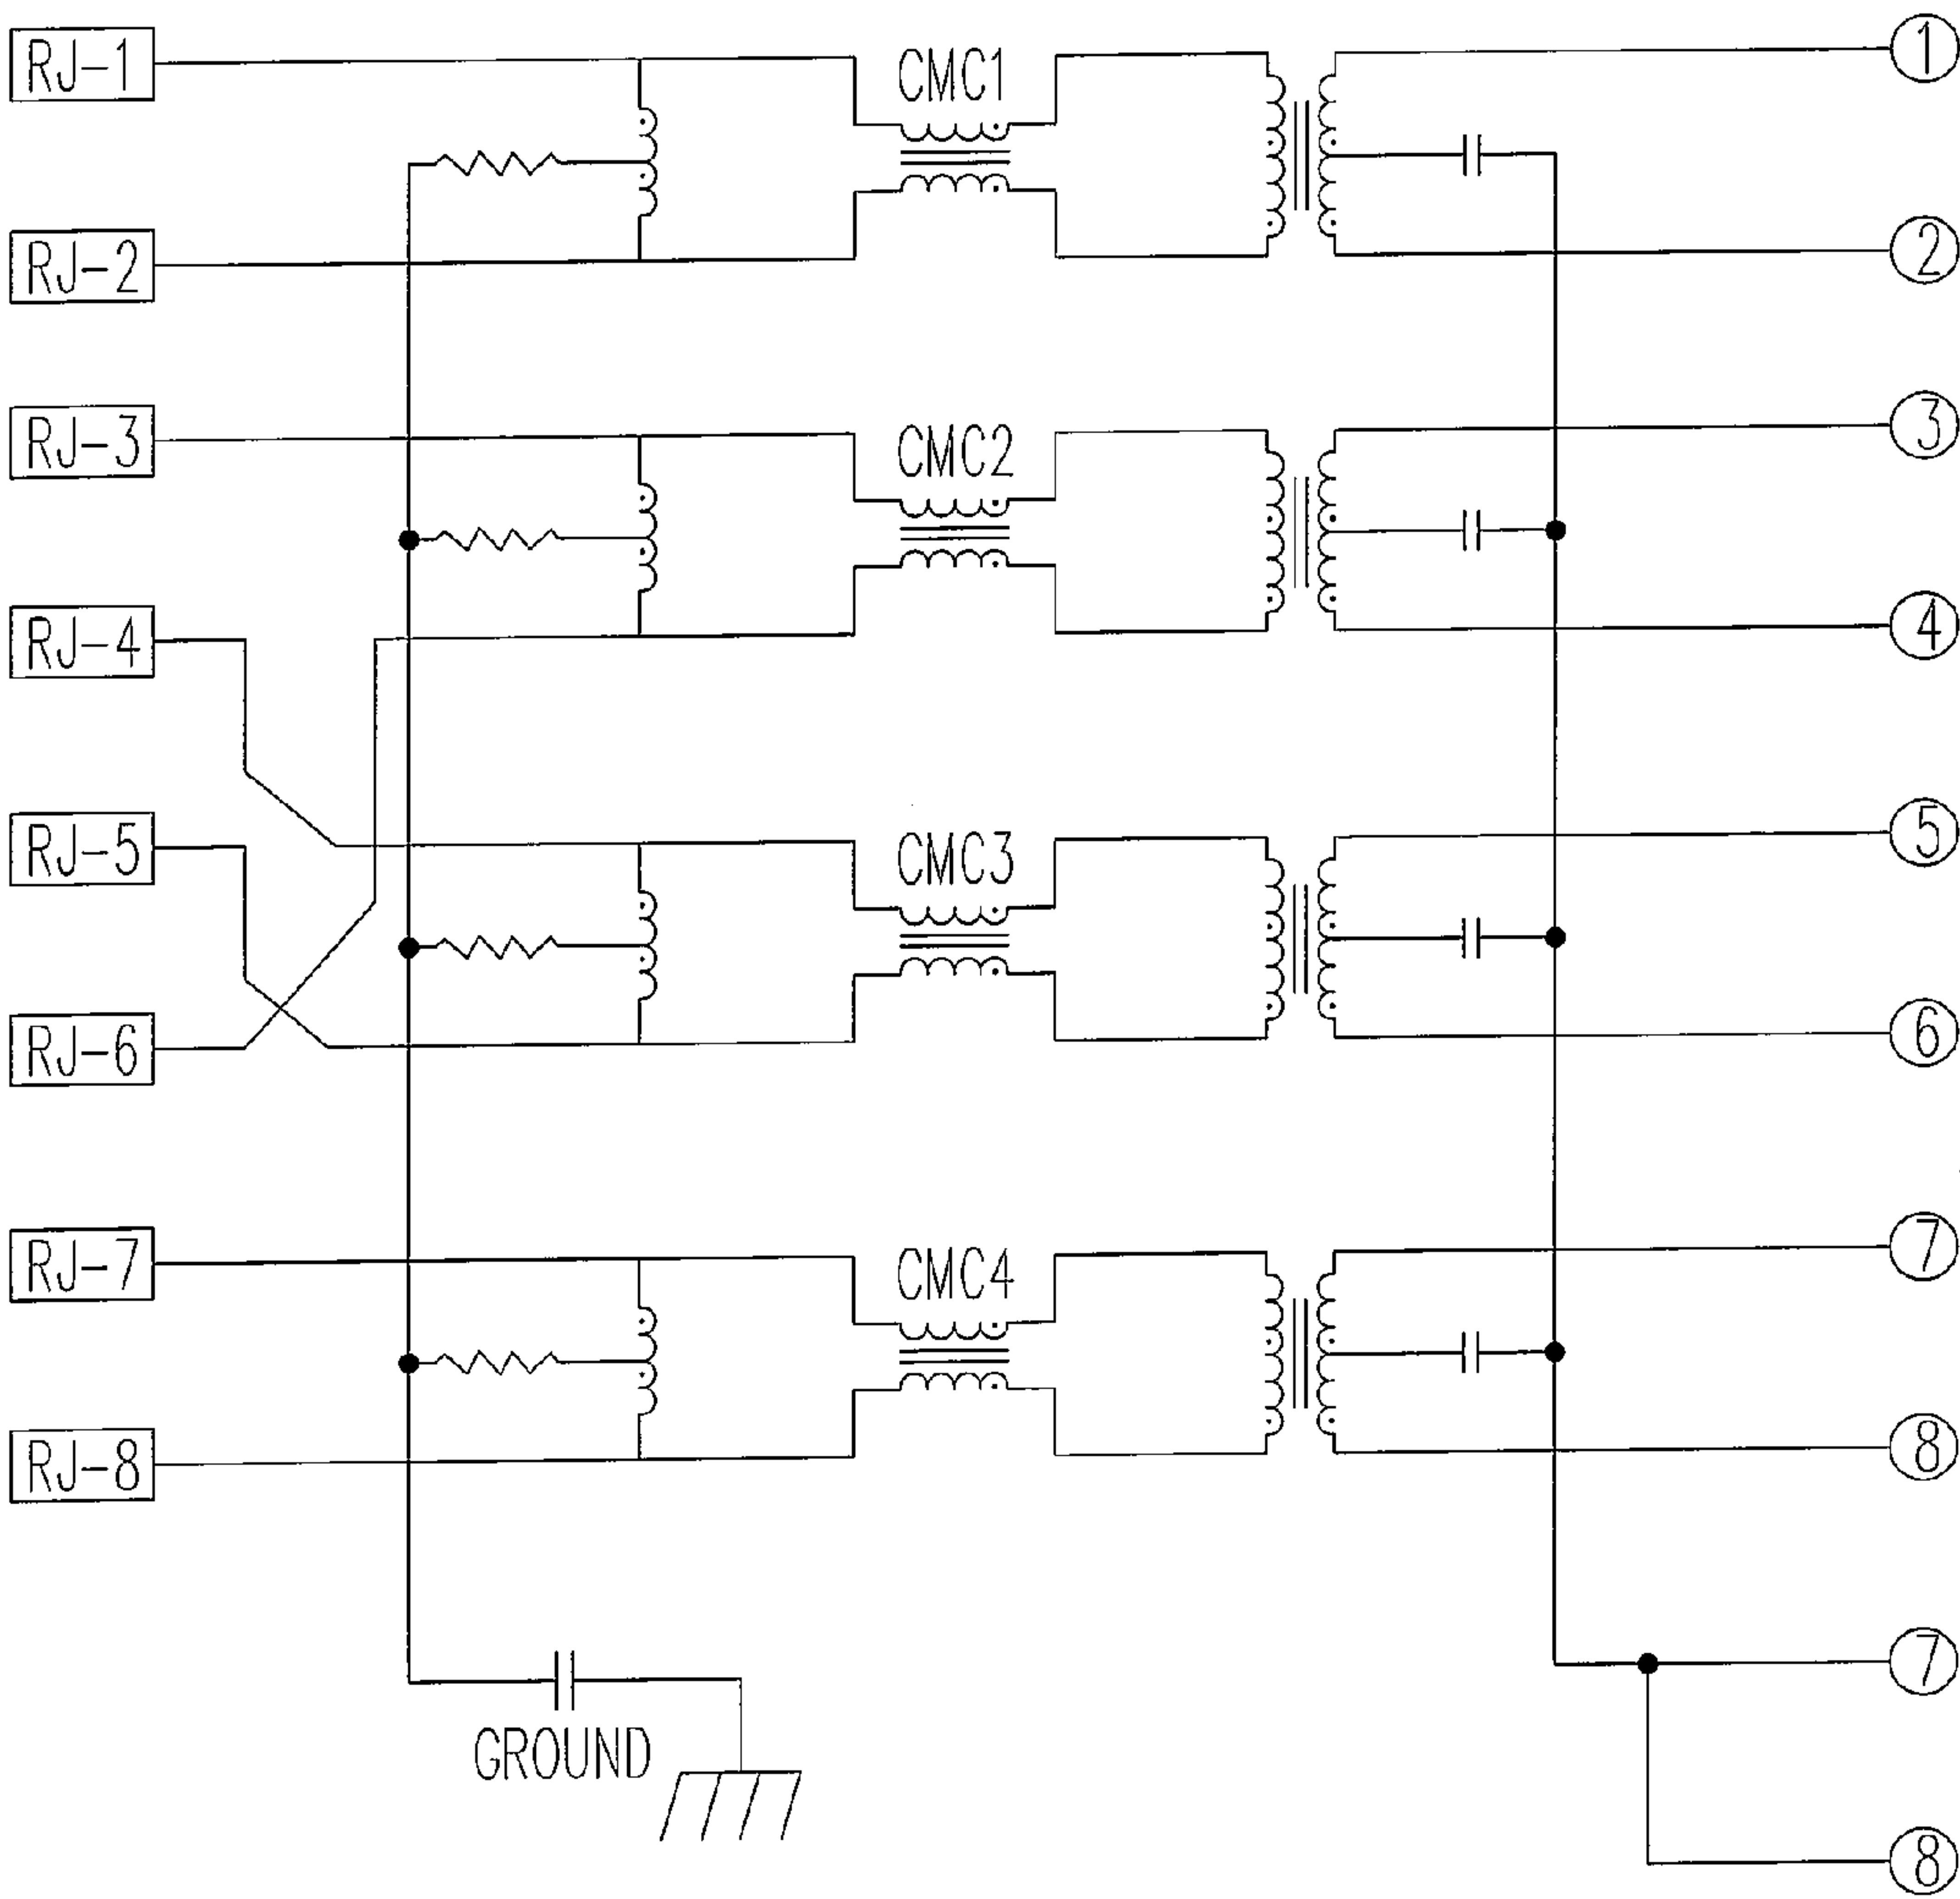 RJ-1
CMC1
1
RJ-2
2
RJ-3
CMC2
3
RJ-4
4
RJ-5
CMC3
5
RJ-6
6
RJ-7
CMC4
7
RJ-8
8
7
GROUND
8